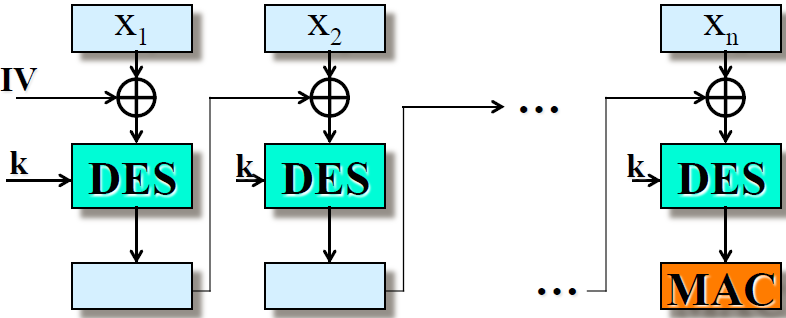 X1 X2 Xn
IV
...
k DES k DES k DES
... MAC